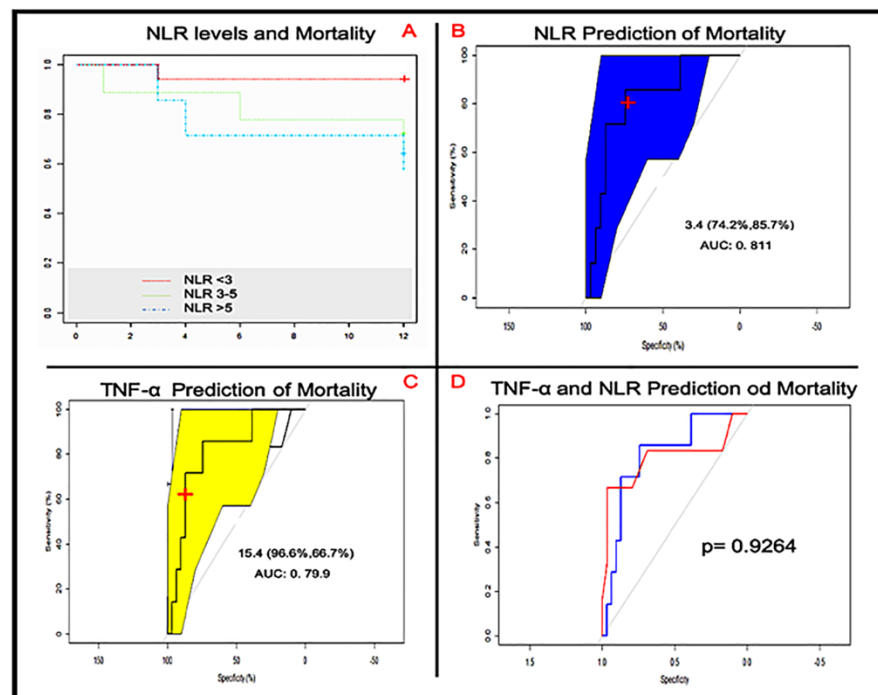 NLR levels and Mortality A
1.0
0.8
0.6
0.4
0.2
0.0
NLR <3
NLR 3-5
NLR >5
0 2 4 6 8 10 12
B NLR Prediction of Mortality
Sensitivity (%)
100
80
60
40
20
0
3.4 (74.2%,85.7%)
AUC: 0. 811
150 100 50 0 -50
Specificity (%)
TNF-α Prediction of Mortality C
Sensitivity (%)
100
80
60
40
20
0
15.4 (96.6%,66.7%)
AUC: 0. 79.9
150 100 50 0 -50
Specificity (%)
D TNF-α and NLR Prediction od Mortality
Sensitivity
1.0
0.8
0.6
0.4
0.2
0.0
p= 0.9264
1.5 1.0 0.5 0.0 -0.5
Specificity